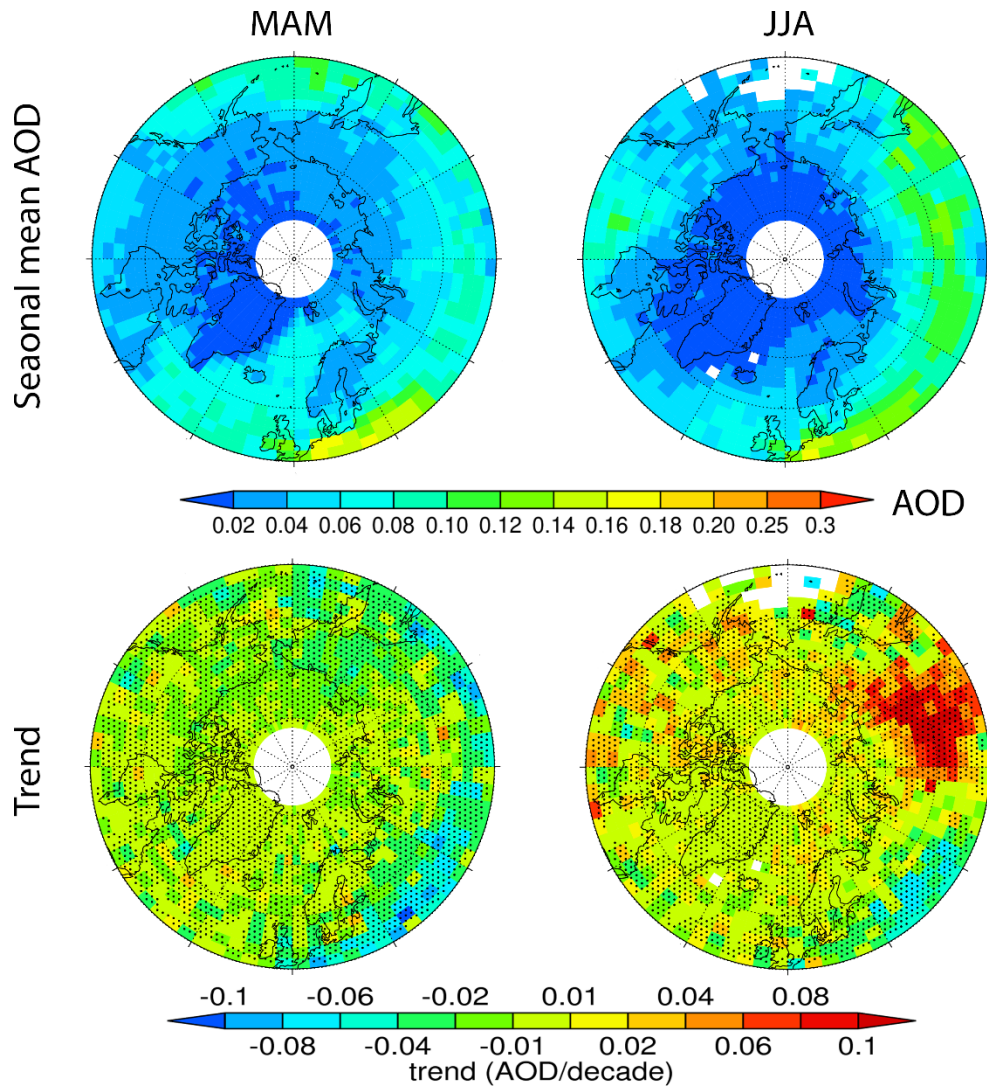 MAM JJA
Seaonal mean AOD
0.02 0.04 0.06 0.08 0.10 0.12 0.14 0.16 0.18 0.20 0.25 0.3 AOD
Trend
-0.1 -0.06 -0.02 0.01 0.04 0.08
-0.08 -0.04 -0.01 0.02 0.06 0.1
trend (AOD/decade)